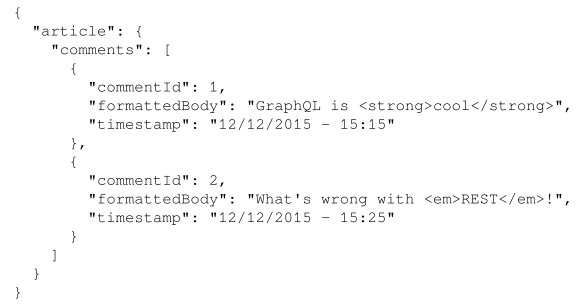 {
  "article": {
    "comments": [
      {
        "commentId": 1,
        "formattedBody": "GraphQL is <strong>cool</strong>",
        "timestamp": "12/12/2015 - 15:15"
      },
      {
        "commentId": 2,
        "formattedBody": "What's wrong with <em>REST</em>!",
        "timestamp": "12/12/2015 - 15:25"
      }
    ]
  }
}